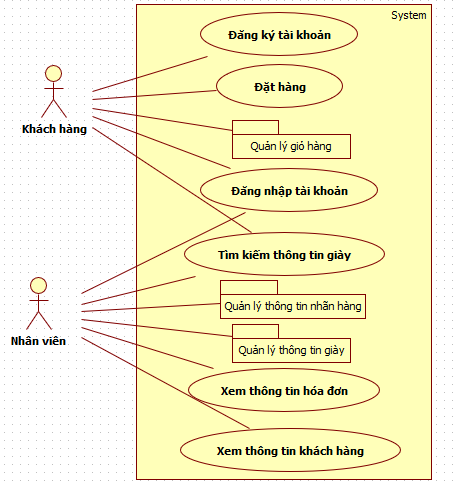 System
Đăng ký tài khoản
Đặt hàng
Khách hàng
Quản lý giỏ hàng
Đăng nhập tài khoản
Tìm kiếm thông tin giày
Quản lý thông tin nhãn hàng
Nhân viên
Quản lý thông tin giày
Xem thông tin hóa đơn
Xem thông tin khách hàng